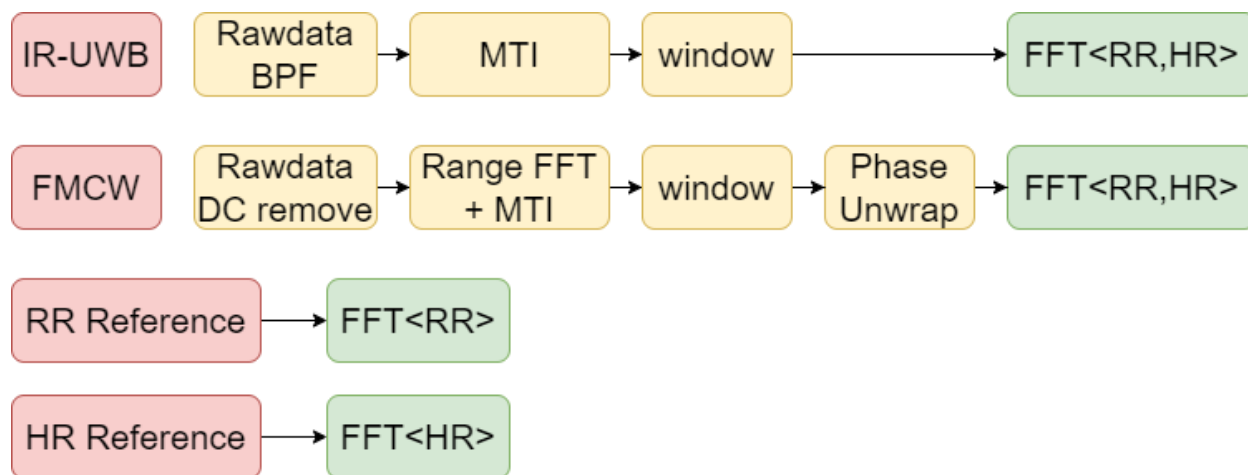 IR-UWB
Rawdata
BPF
MTI
window
FFT<RR,HR>
FMCW
Rawdata
DC remove
Range FFT
+ MTI
window
Phase
Unwrap
FFT<RR,HR>
RR Reference
FFT<RR>
HR Reference
FFT<HR>